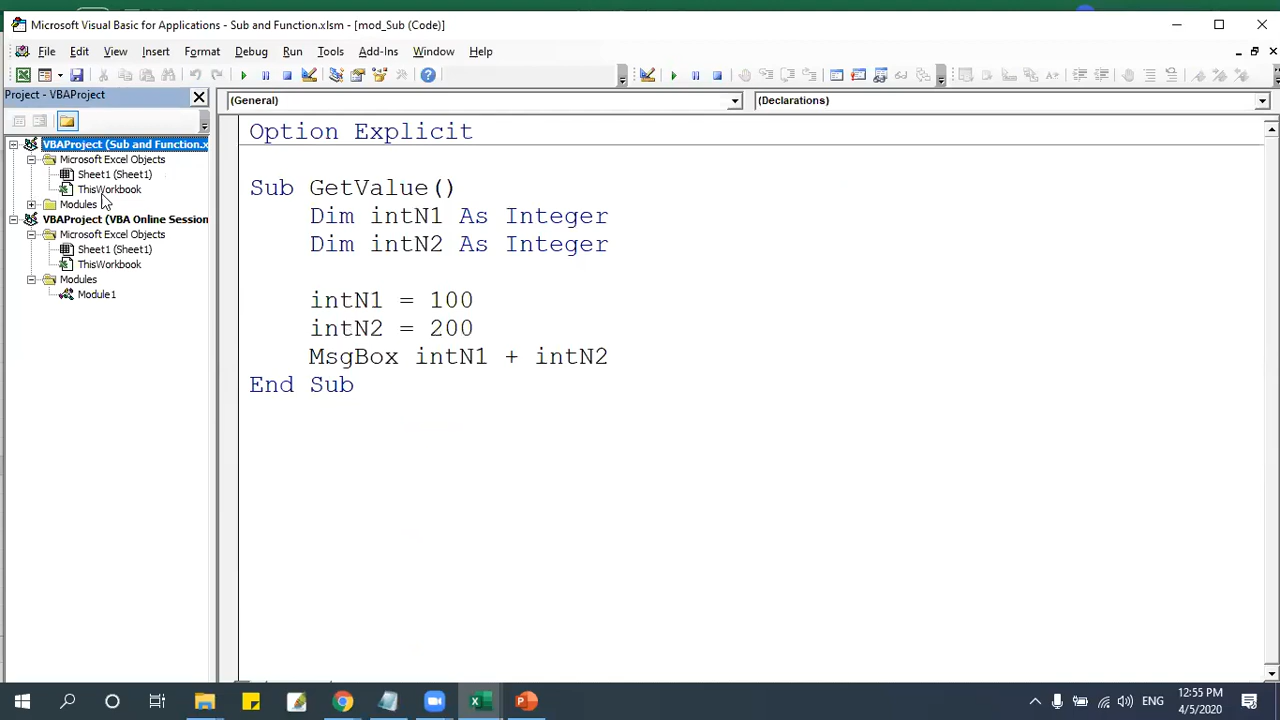 Microsoft Visual Basic for Applications - Sub and Function.xlsm - [mod_Sub (Code)]
File Edit View Insert Format Debug Run Tools Add-Ins Window Help
Project - VBAProject
(General)
(Declarations)
VBAProject (Sub and Function.x
Microsoft Excel Objects
Sheet1 (Sheet1)
ThisWorkbook
Modules
VBAProject (VBA Online Session
Microsoft Excel Objects
Sheet1 (Sheet1)
ThisWorkbook
Modules
Module1
Option Explicit
Sub GetValue()
Dim intN1 As Integer
Dim intN2 As Integer
intN1 = 100
intN2 = 200
MsgBox intN1 + intN2
End Sub
ENG
12:55 PM
4/5/2020